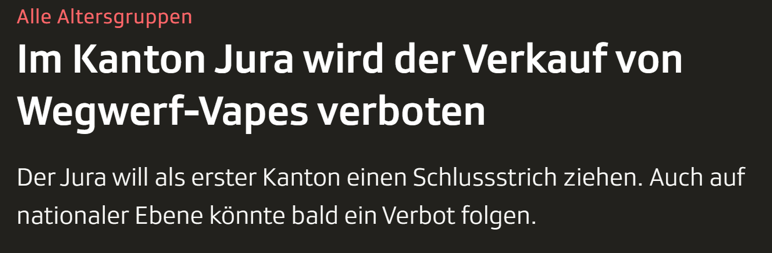 Alle Altersgruppen
Im Kanton Jura wird der Verkauf von
Wegwerf-Vapes verboten
Der Jura will als erster Kanton einen Schlussstrich ziehen. Auch auf
nationaler Ebene könnte bald ein Verbot folgen.